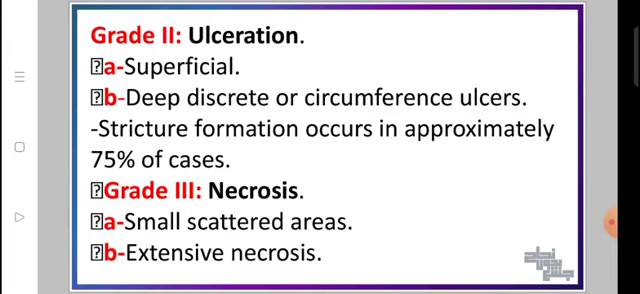 Grade II: Ulceration.
a-Superficial.
b-Deep discrete or circumference ulcers.
-Stricture formation occurs in approximately
75% of cases.
Grade III: Necrosis.
a-Small scattered areas.
b-Extensive necrosis.